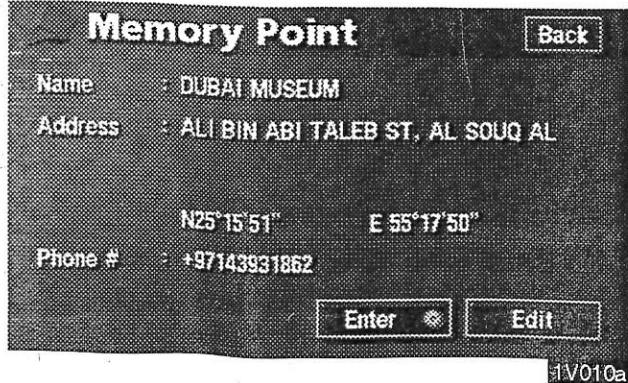 Memory Point
Back
Name : DUBAI MUSEUM
Address : ALI BIN ABI TALEB ST, AL SOUQ AL
N25°15'51" E 55°17'50"
Phone # : +97143931862
Enter Edit
1V010a